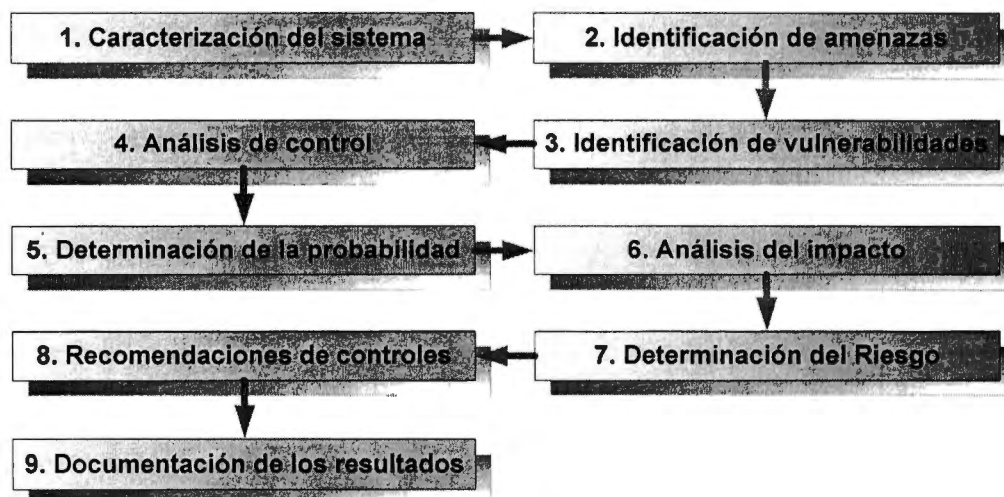 1. Caracterización del sistema
2. Identificación de amenazas
3. Identificación de vulnerabilidades
4. Análisis de control
5. Determinación de la probabilidad
6. Análisis del impacto
7. Determinación del Riesgo
8. Recomendaciones de controles
9. Documentación de los resultados